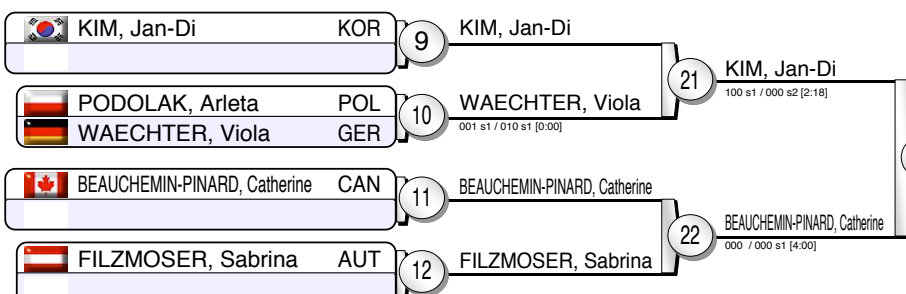 KIM, Jan-Di KOR
9
KIM, Jan-Di
21
KIM, Jan-Di
100 s1 / 000 s2 [2:18]
PODOLAK, Arleta POL
WAECHTER, Viola GER
10
WAECHTER, Viola
001 s1 / 010 s1 [0:00]
BEAUCHEMIN-PINARD, Catherine CAN
11
BEAUCHEMIN-PINARD, Catherine
22
BEAUCHEMIN-PINARD, Catherine
000 / 000 s1 [4:00]
FILZMOSER, Sabrina AUT
12
FILZMOSER, Sabrina